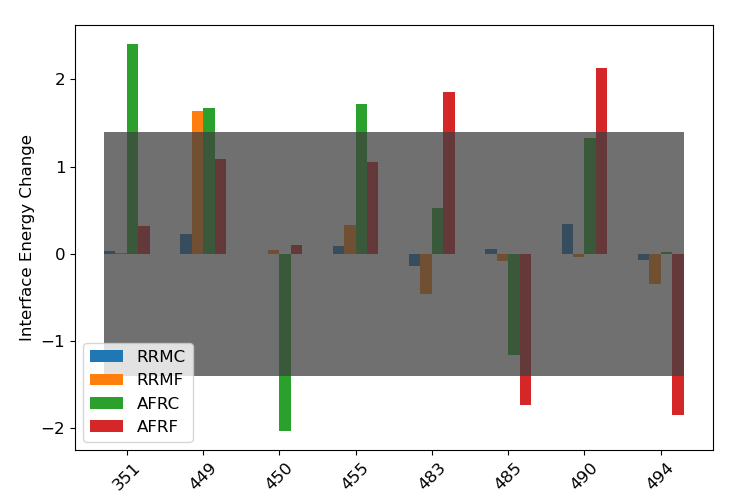 Interface Energy Change
2
1
0
−1
−2
RRMC
RRMF
AFRC
AFRF
351 449 450 455 483 485 490 494